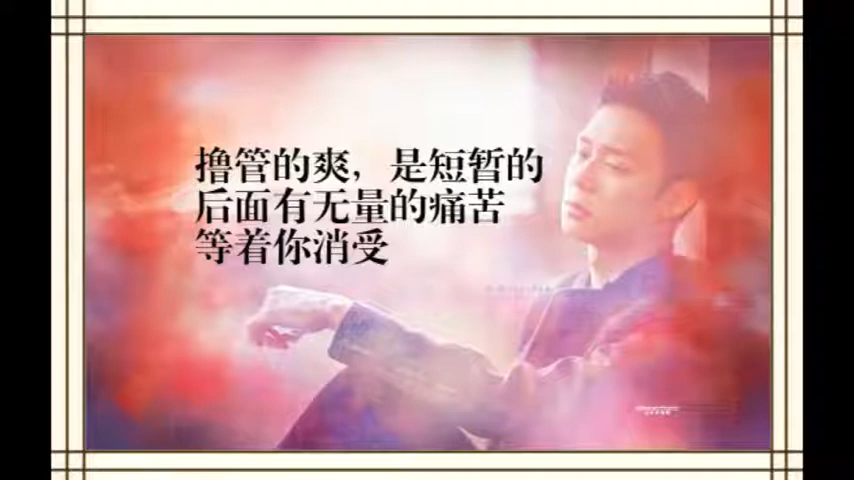 撸管的爽，是短暂的
后面有无量的痛苦
等着你消受